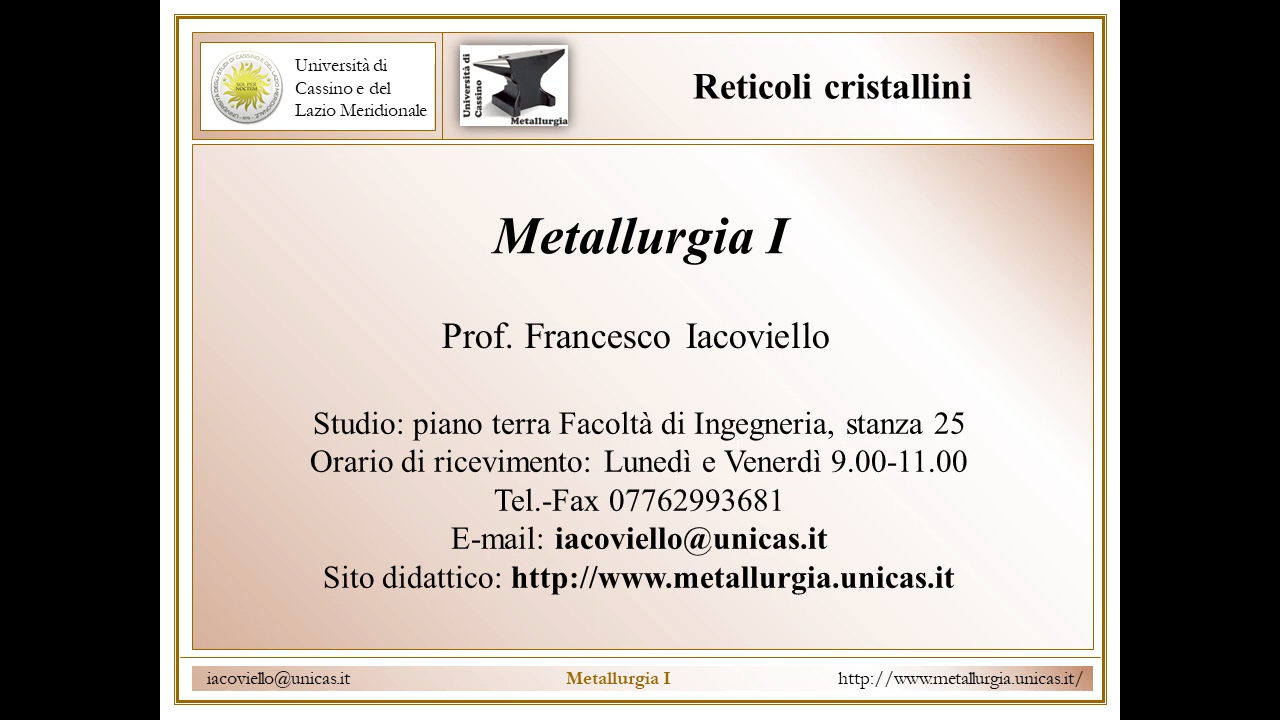 Università di
Cassino e del
Lazio Meridionale
Università di
Cassino
Metallurgia
Reticoli cristallini
Metallurgia I
Prof. Francesco Iacoviello
Studio: piano terra Facoltà di Ingegneria, stanza 25
Orario di ricevimento: Lunedì e Venerdì 9.00-11.00
Tel.-Fax 07762993681
E-mail: iacoviello@unicas.it
Sito didattico: http://www.metallurgia.unicas.it
iacoviello@unicas.it
Metallurgia I
http://www.metallurgia.unicas.it/